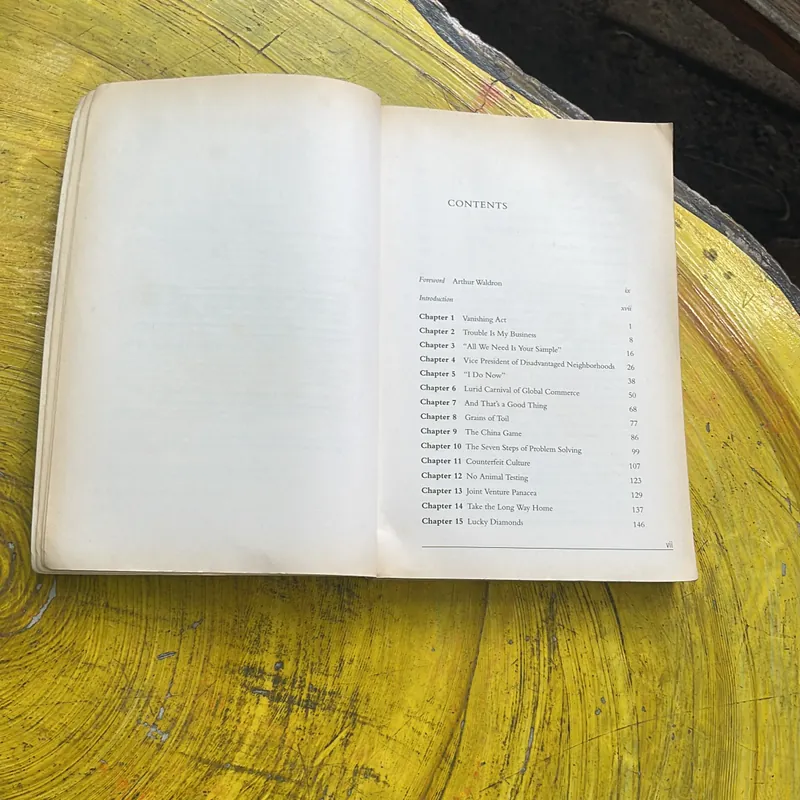 CONTENTS
Foreword Arthur Waldron ix
Introduction xvii
Chapter 1 Vanishing Act 1
Chapter 2 Trouble Is My Business 8
Chapter 3 “All We Need Is Your Sample” 16
Chapter 4 Vice President of Disadvantaged Neighborhoods 26
Chapter 5 “I Do Now” 38
Chapter 6 Lurid Carnival of Global Commerce 50
Chapter 7 And That’s a Good Thing 68
Chapter 8 Grains of Toil 77
Chapter 9 The China Game 86
Chapter 10 The Seven Steps of Problem Solving 99
Chapter 11 Counterfeit Culture 107
Chapter 12 No Animal Testing 123
Chapter 13 Joint Venture Panacea 129
Chapter 14 Take the Long Way Home 137
Chapter 15 Lucky Diamonds 146
vii